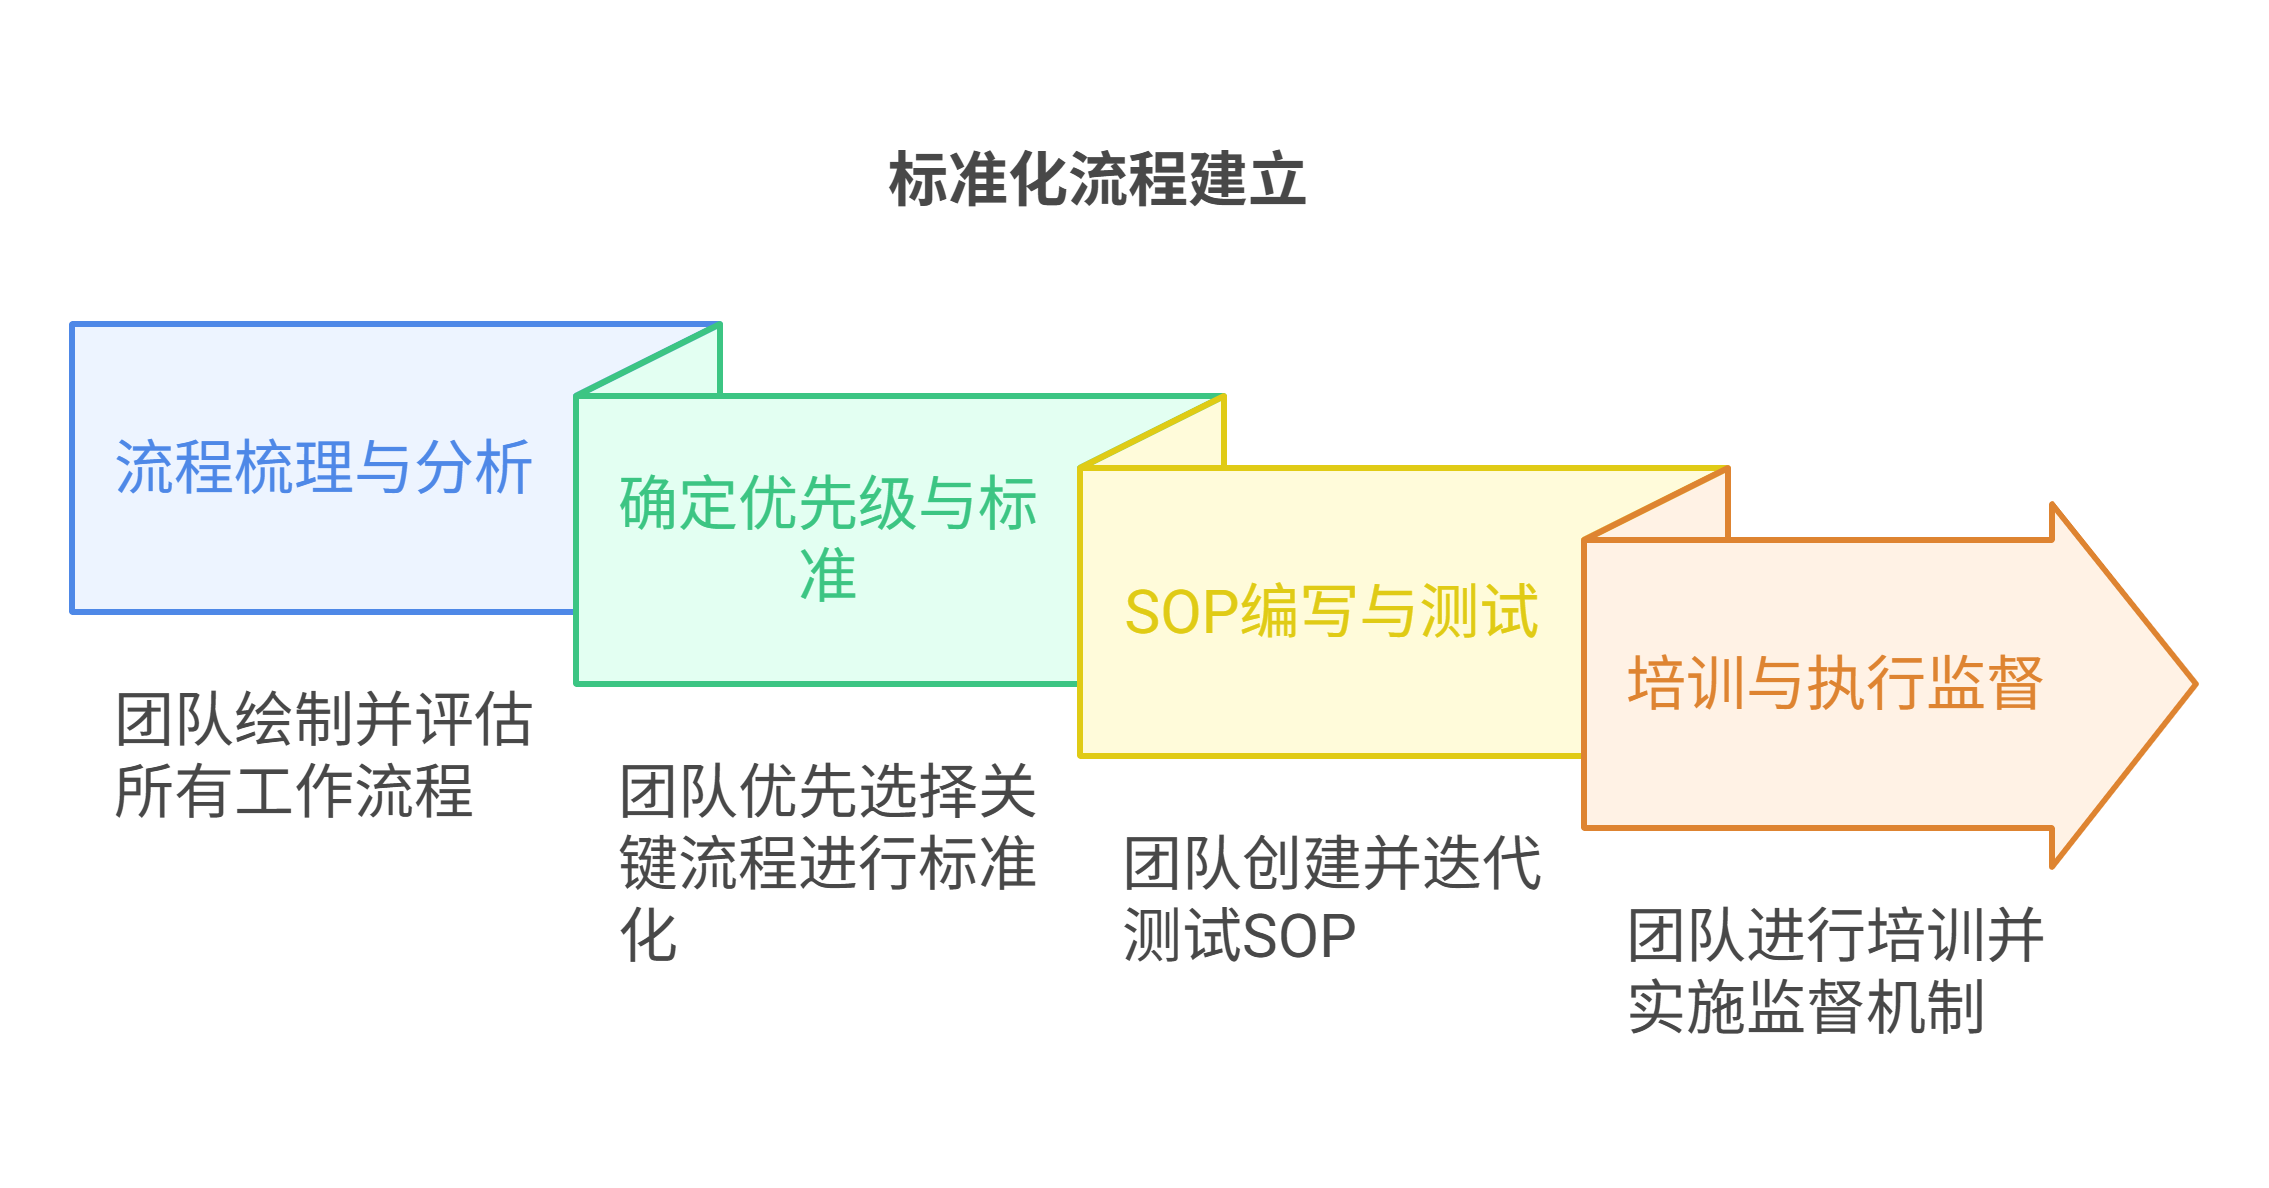 标准化流程建立
流程梳理与分析
团队绘制并评估
所有工作流程
确定优先级与标
准
团队优先选择关
键流程进行标准
化
SOP编写与测试
团队创建并迭代
测试SOP
培训与执行监督
团队进行培训并
实施监督机制